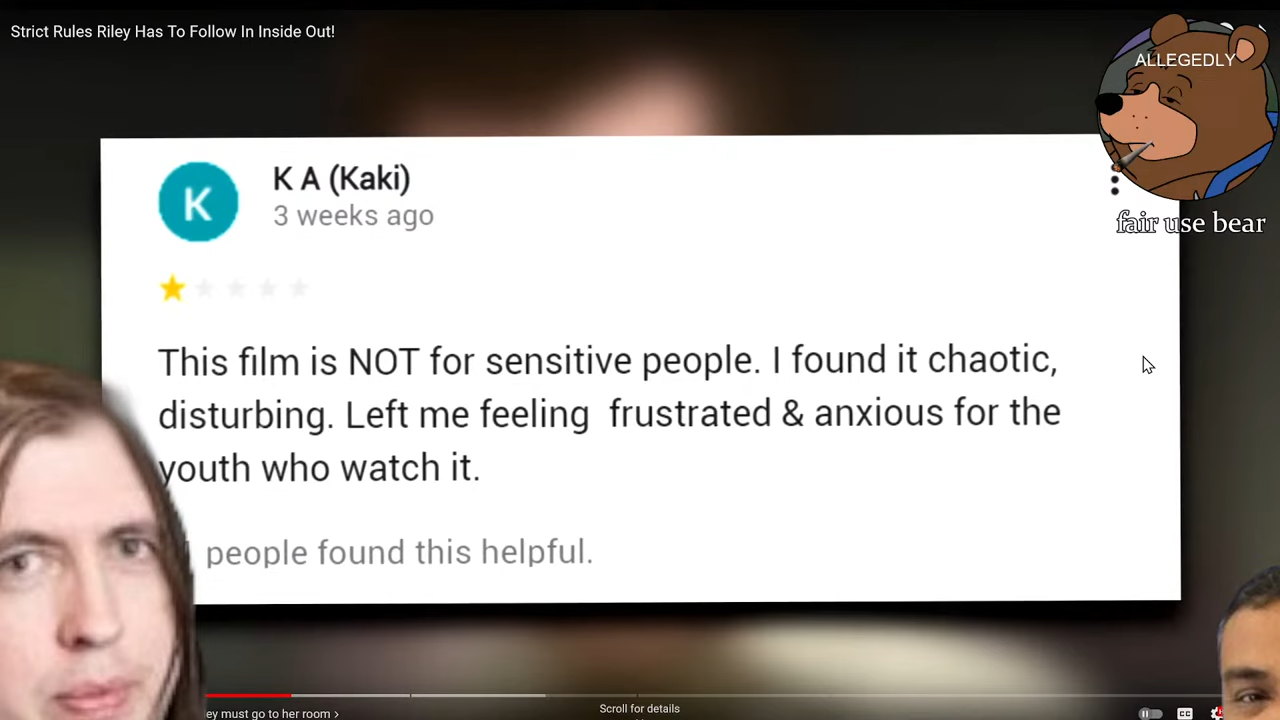 Strict Rules Riley Has To Follow In Inside Out!
ALLEGEDLY
fair use bear
K
K A (Kaki)
3 weeks ago
This film is NOT for sensitive people. I found it chaotic,
disturbing. Left me feeling frustrated & anxious for the
youth who watch it.
people found this helpful.
must go to her room ›
Scroll for details
CC